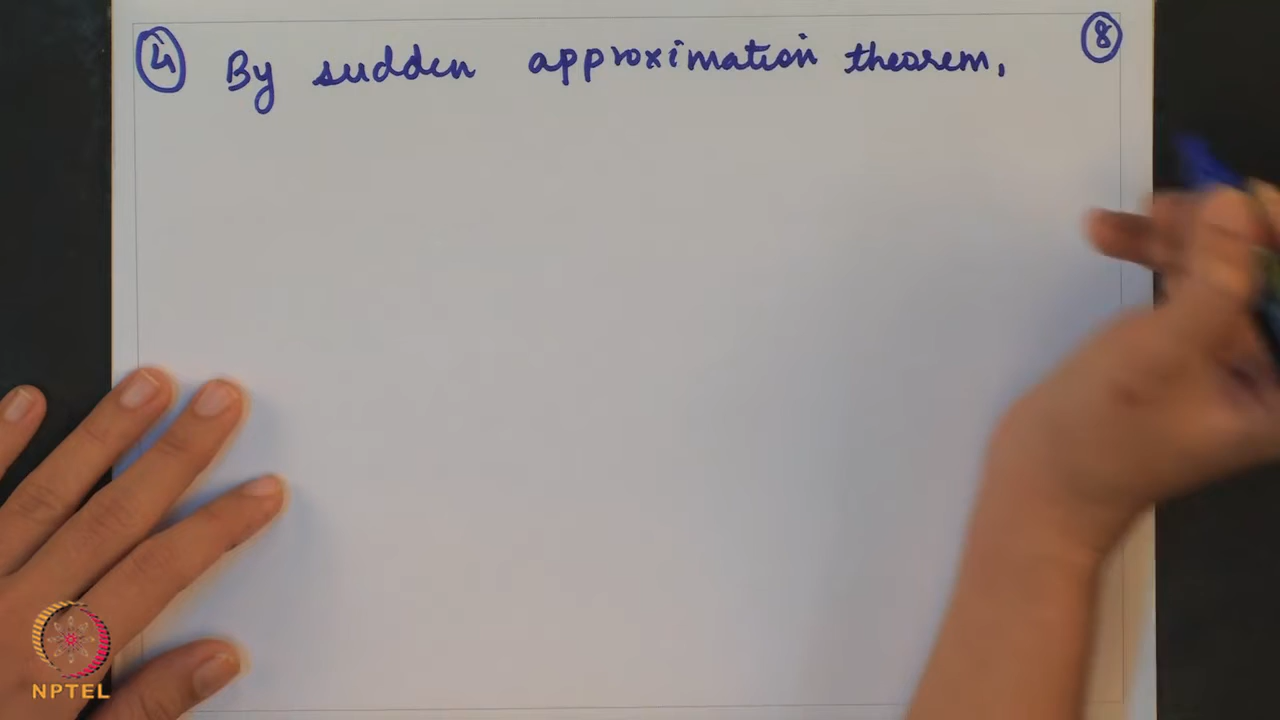 ④ By sudden approximation theorem, ⑧
NPTEL